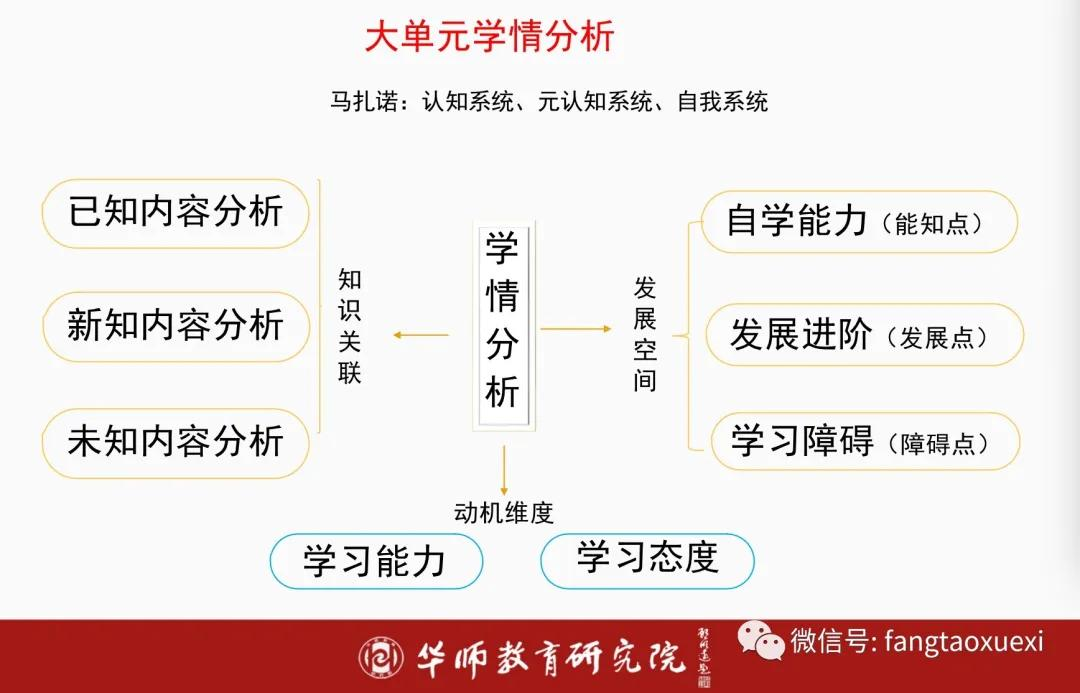 大单元学情分析
马扎诺：认知系统、元认知系统、自我系统
已知内容分析
新知内容分析
未知内容分析
知识关联
学情分析
发展空间
自学能力（能知点）
发展进阶（发展点）
学习障碍（障碍点）
动机维度
学习能力
学习态度
华师教育研究院
微信号: fangtaoxuexi